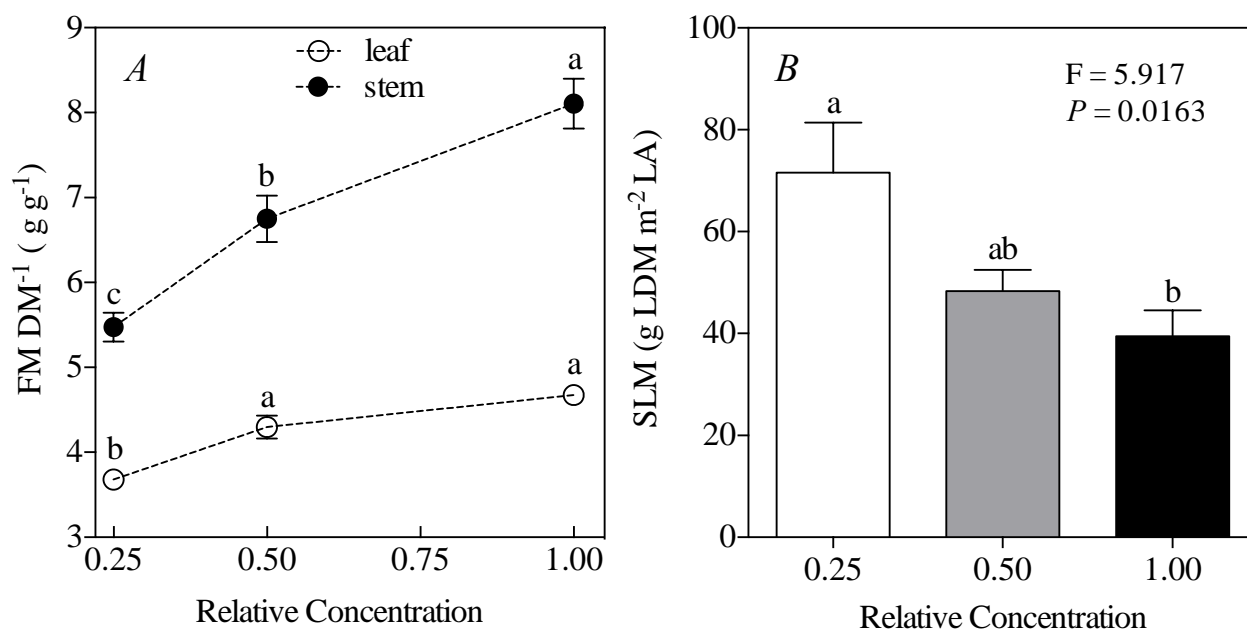 A
leaf
stem
9
8
7
6
5
4
3
FM DM⁻¹ ( g g⁻¹)
c
b
a
b
a
a
0.25
0.50
0.75
1.00
Relative Concentration
B
F = 5.917
P = 0.0163
100
80
60
40
20
0
SLM (g LDM m⁻² LA)
a
ab
b
0.25
0.50
1.00
Relative Concentration